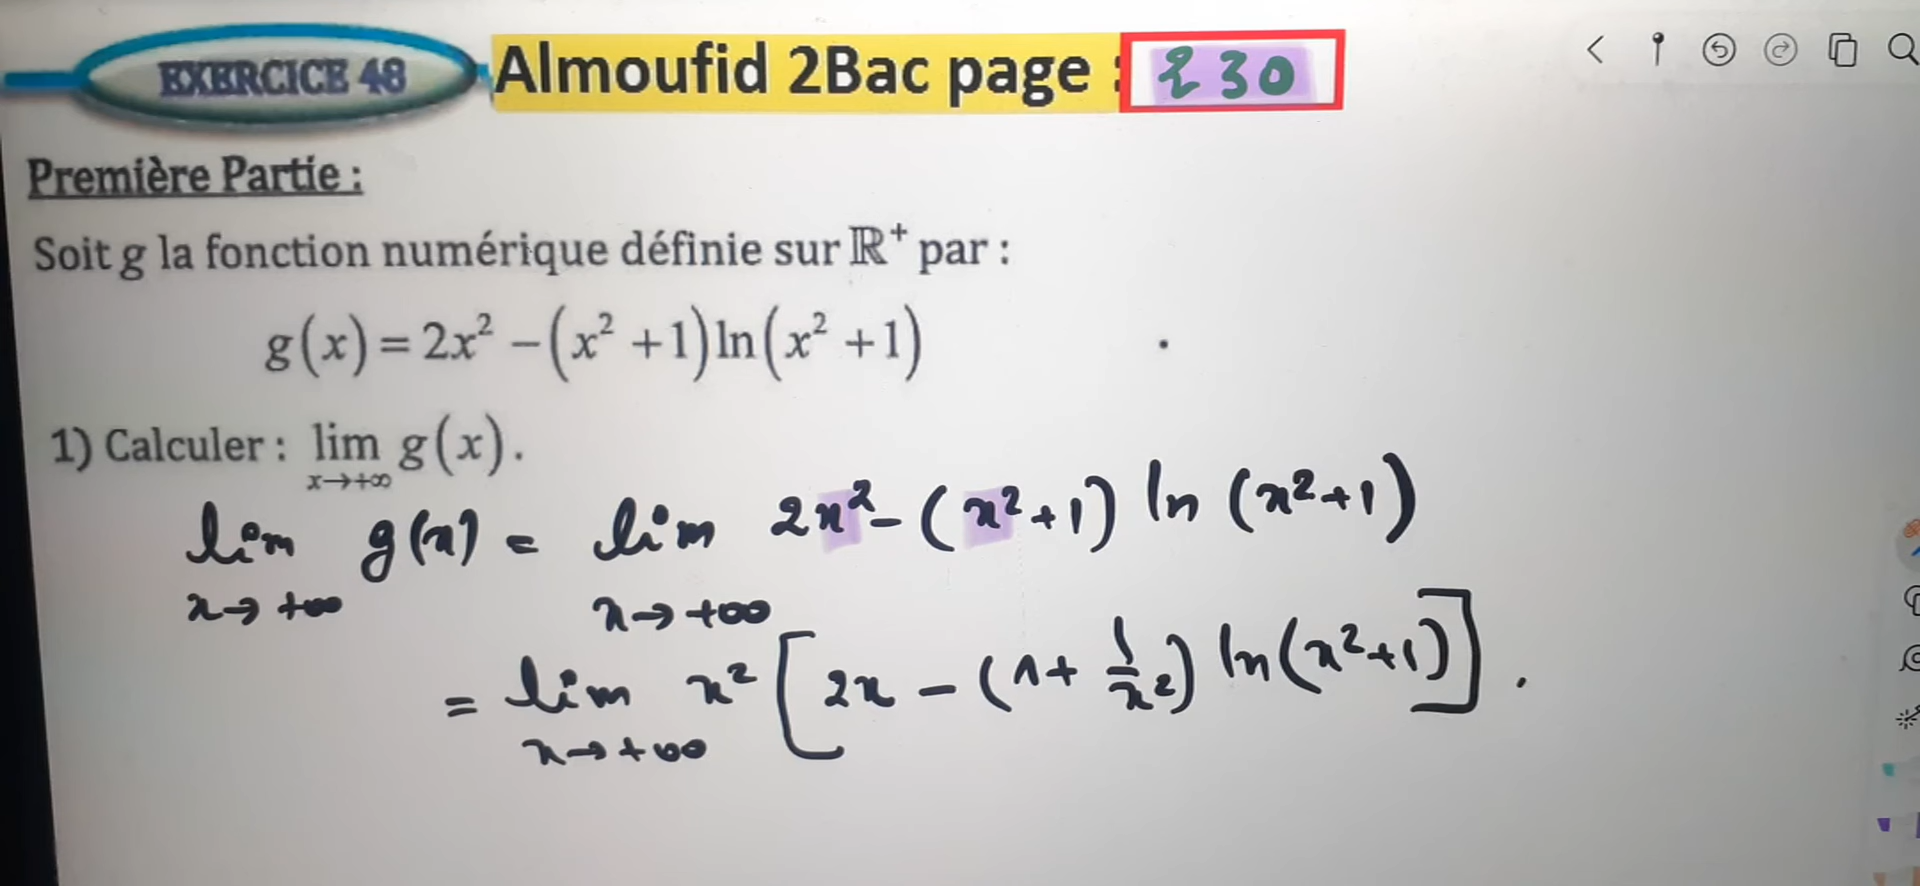 EXERCICE 48
Almoufid 2Bac page : 230
Première Partie :
Soit g la fonction numérique définie sur ℝ⁺ par :
g(x) = 2x² − (x² + 1) ln(x² + 1)
1) Calculer : lim x→+∞ g(x).
lim x→+∞ g(x) = lim x→+∞ 2x² − (x² + 1) ln (x² + 1)
= lim x→+∞ x² [ 2x − (1 + 1/x²) ln(x² + 1) ] .